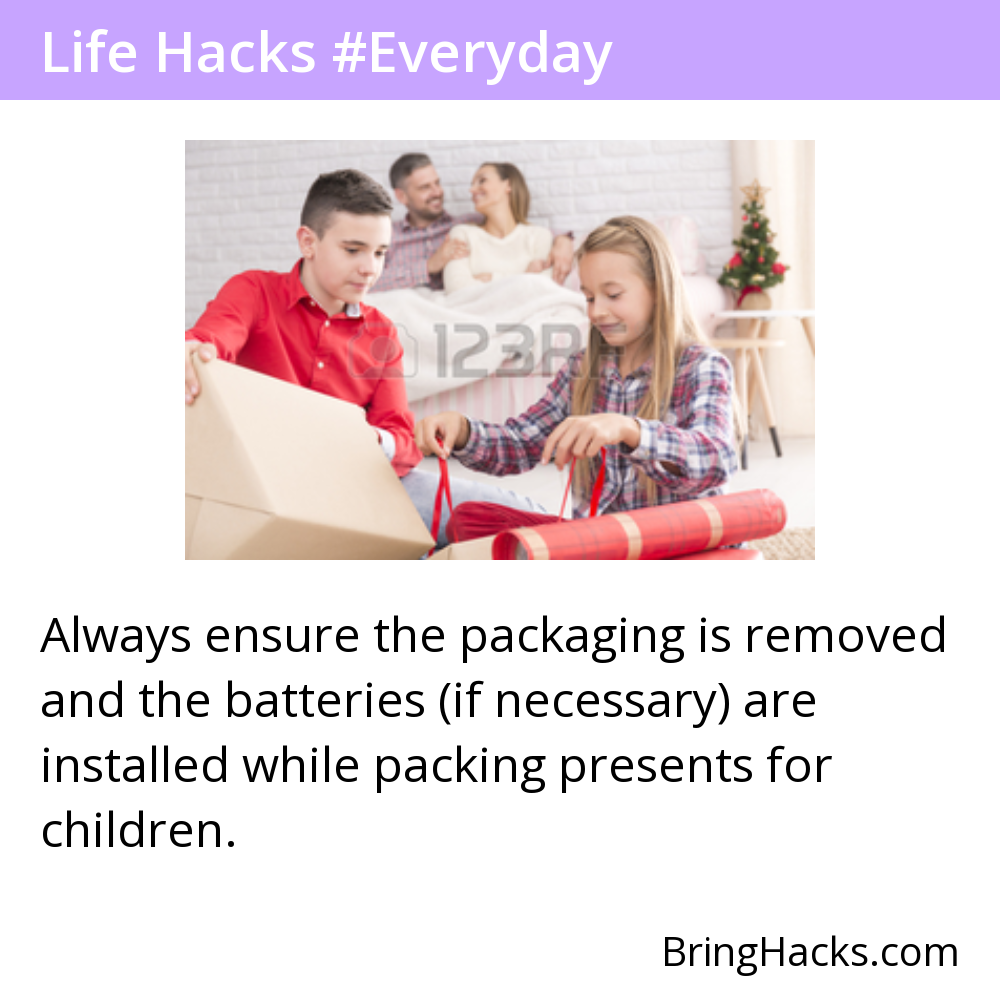 Life Hacks #Everyday
123RF
Always ensure the packaging is removed
and the batteries (if necessary) are
installed while packing presents for
children.
BringHacks.com